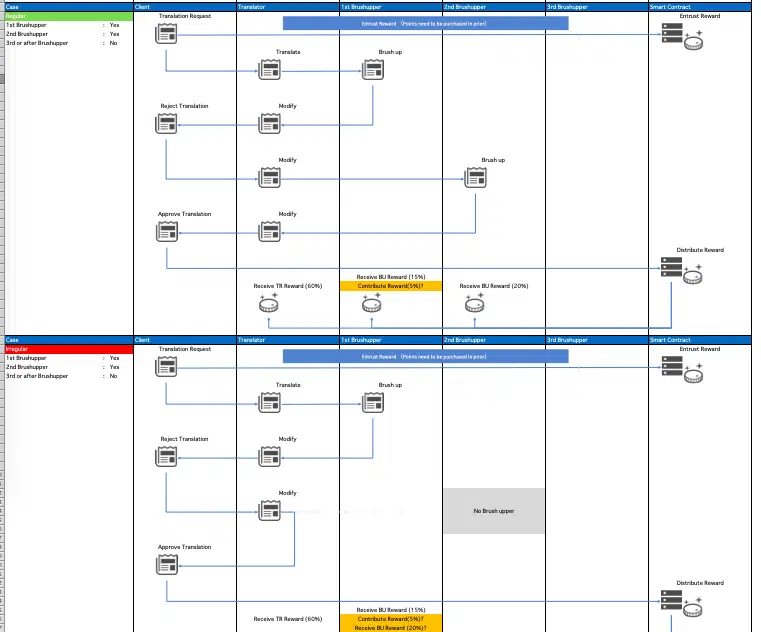 Case Client Translator 1st Brushupper 2nd Brushupper 3rd Brushupper Smart Contract
Regular Translation Request Entrust Reward
1st Brushupper : Yes Entrust Reward (Points need to be purchased in prior)
2nd Brushupper : Yes
3rd or after Brushupper : No
Translate Brush up
Reject Translation Modify
Modify Brush up
Approve Translation Modify
Distribute Reward
Receive BU Reward (15%)
Receive TR Reward (60%) Contribute Reward(5%)? Receive BU Reward (20%)
Case Client Translator 1st Brushupper 2nd Brushupper 3rd Brushupper Smart Contract
Irregular Translation Request Entrust Reward
1st Brushupper : Yes Entrust Reward (Points need to be purchased in prior)
2nd Brushupper : Yes
3rd or after Brushupper : No
Translate Brush up
Reject Translation Modify
Modify
No Brush upper
Approve Translation
Distribute Reward
Receive BU Reward (15%)
Receive TR Reward (60%) Contribute Reward(5%)?
Receive BU Reward (20%)?